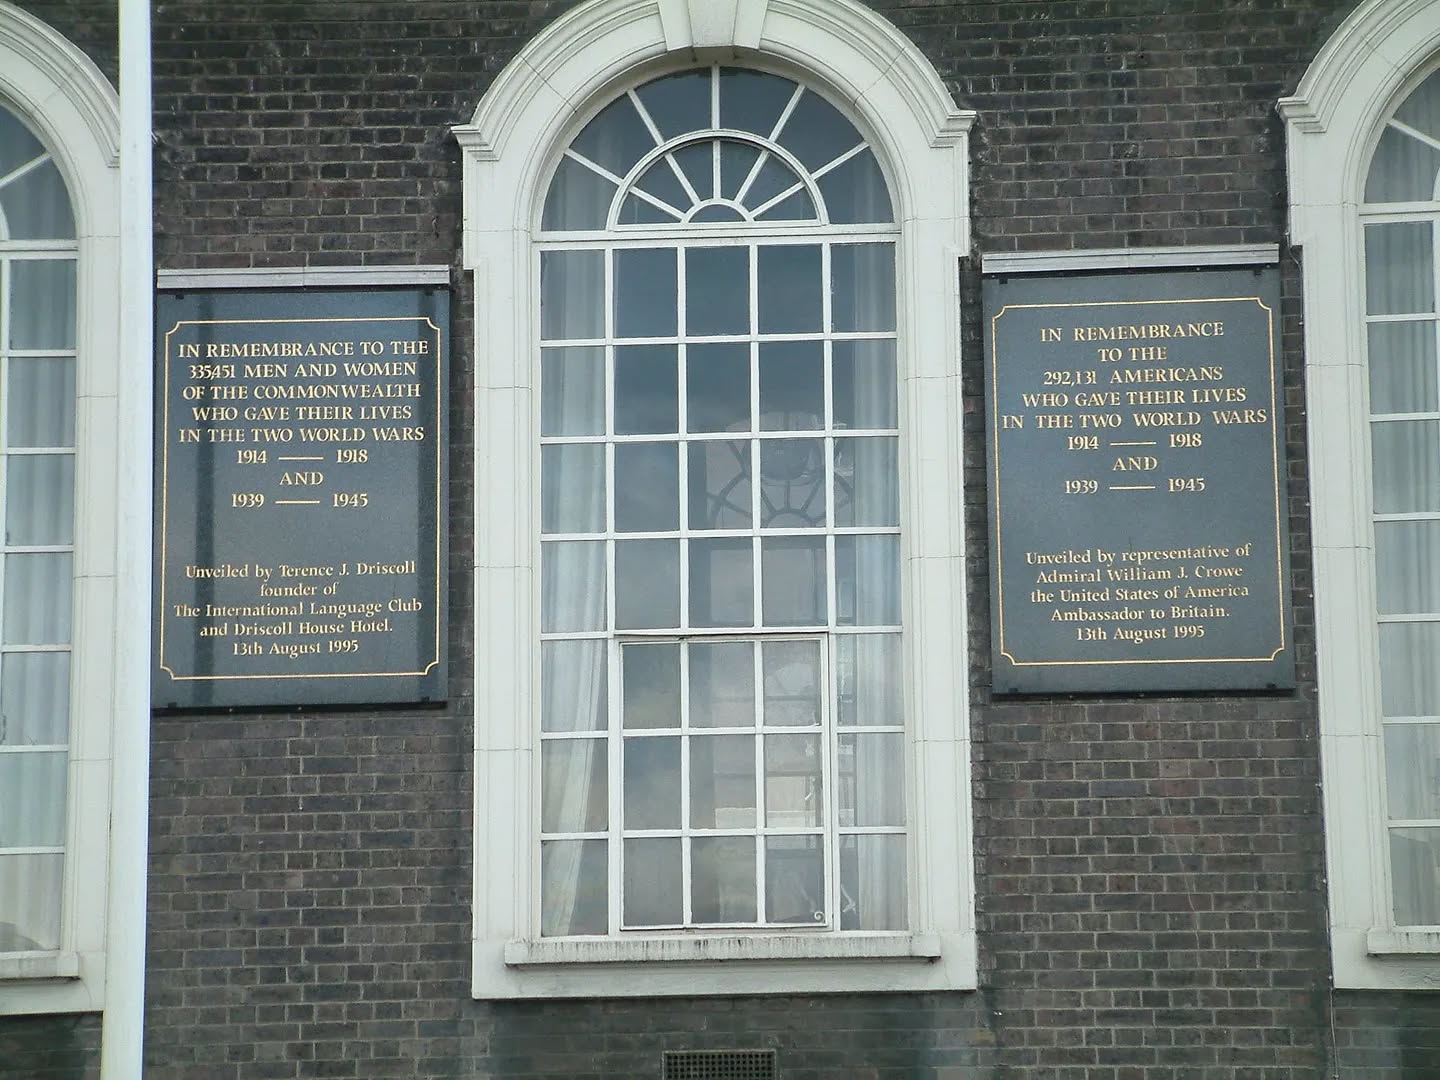 IN REMEMBRANCE TO THE
335,451 MEN AND WOMEN
OF THE COMMONWEALTH
WHO GAVE THEIR LIVES
IN THE TWO WORLD WARS
1914 — 1918
AND
1939 — 1945
Unveiled by Terence J. Driscoll
founder of
The International Language Club
and Driscoll House Hotel.
13th August 1995
IN REMEMBRANCE
TO THE
292,131 AMERICANS
WHO GAVE THEIR LIVES
IN THE TWO WORLD WARS
1914 — 1918
AND
1939 — 1945
Unveiled by representative of
Admiral William J. Crowe
the United States of America
Ambassador to Britain.
13th August 1995